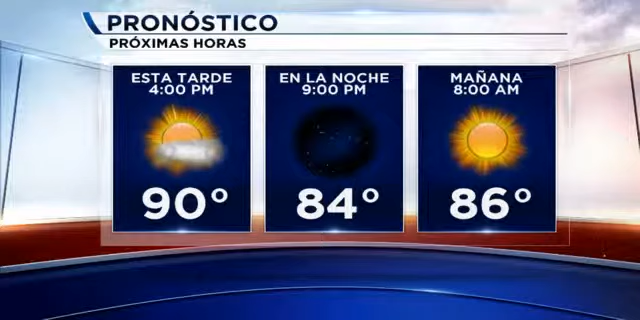 PRONÓSTICO
PRÓXIMAS HORAS
ESTA TARDE
4:00 PM
90°
EN LA NOCHE
9:00 PM
84°
MAÑANA
8:00 AM
86°